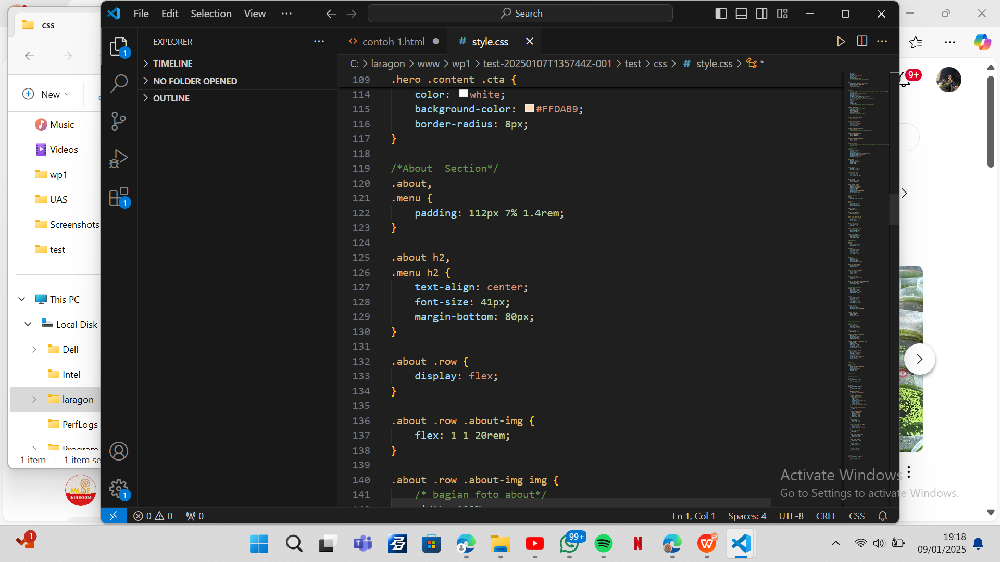 css
File Edit Selection View ···
Search
New
Music
Videos
wp1
UAS
Screenshots
test
This PC
Local Disk
Dell
Intel
laragon
PerfLogs
Program
1 item 1 item se
MUSE
INDONESIA
EXPLORER ···
TIMELINE
NO FOLDER OPENED
OUTLINE
1
1
1
contoh 1.html
# style.css
C: > laragon > www > wp1 > test-20250107T135744Z-001 > test > css > # style.css > *
109 .hero .content .cta {
114 color: white;
115 background-color: #FFDAB9;
116 border-radius: 8px;
117 }
118
119 /*About  Section*/
120 .about,
121 .menu {
122 padding: 112px 7% 1.4rem;
123 }
124
125 .about h2,
126 .menu h2 {
127 text-align: center;
128 font-size: 41px;
129 margin-bottom: 80px;
130 }
131
132 .about .row {
133 display: flex;
134 }
135
136 .about .row .about-img {
137 flex: 1 1 20rem;
138 }
139
140 .about .row .about-img img {
141 /* bagian foto about*/
9+
Activate Windows
Go to Settings to activate Windows.
0 0 0
Ln 1, Col 1 Spaces: 4 UTF-8 CRLF CSS
1
99+
19:18
09/01/2025